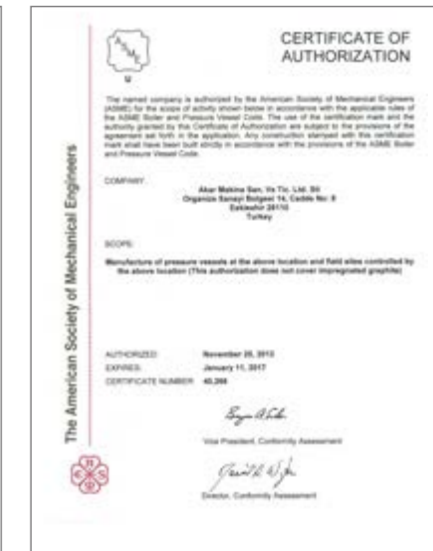 ASME
U
CERTIFICATE OF
AUTHORIZATION
The named company is authorized by the American Society of Mechanical Engineers
(ASME) for the scope of activity shown below in accordance with the applicable rules of
the ASME Boiler and Pressure Vessel Code. The use of the certification mark and the
authority granted by this Certificate of Authorization are subject to the provisions of the
agreement set forth in the application. Any construction stamped with this certification
mark shall have been built strictly in accordance with the provisions of the ASME Boiler
and Pressure Vessel Code.
COMPANY:
Akar Makina San. Ve Tic. Ltd. Sti
Organize Sanayi Bolgesi 14. Cadde No: 8
Eskisehir 26110
Turkey
SCOPE:
Manufacture of pressure vessels at the above location and field sites controlled by
the above location (This authorization does not cover impregnated graphite)
AUTHORIZED:
EXPIRES: January 11, 2017
CERTIFICATE NUMBER:
Vice President, Conformity Assessment
Director, Conformity Assessment
The American Society of Mechanical Engineers